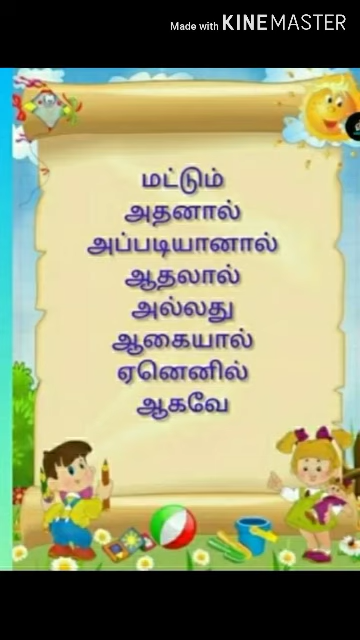 Made with KINEMASTER
மட்டும்
அதனால்
அப்படியானால்
ஆதலால்
அல்லது
ஆகையால்
ஏனெனில்
ஆகவே